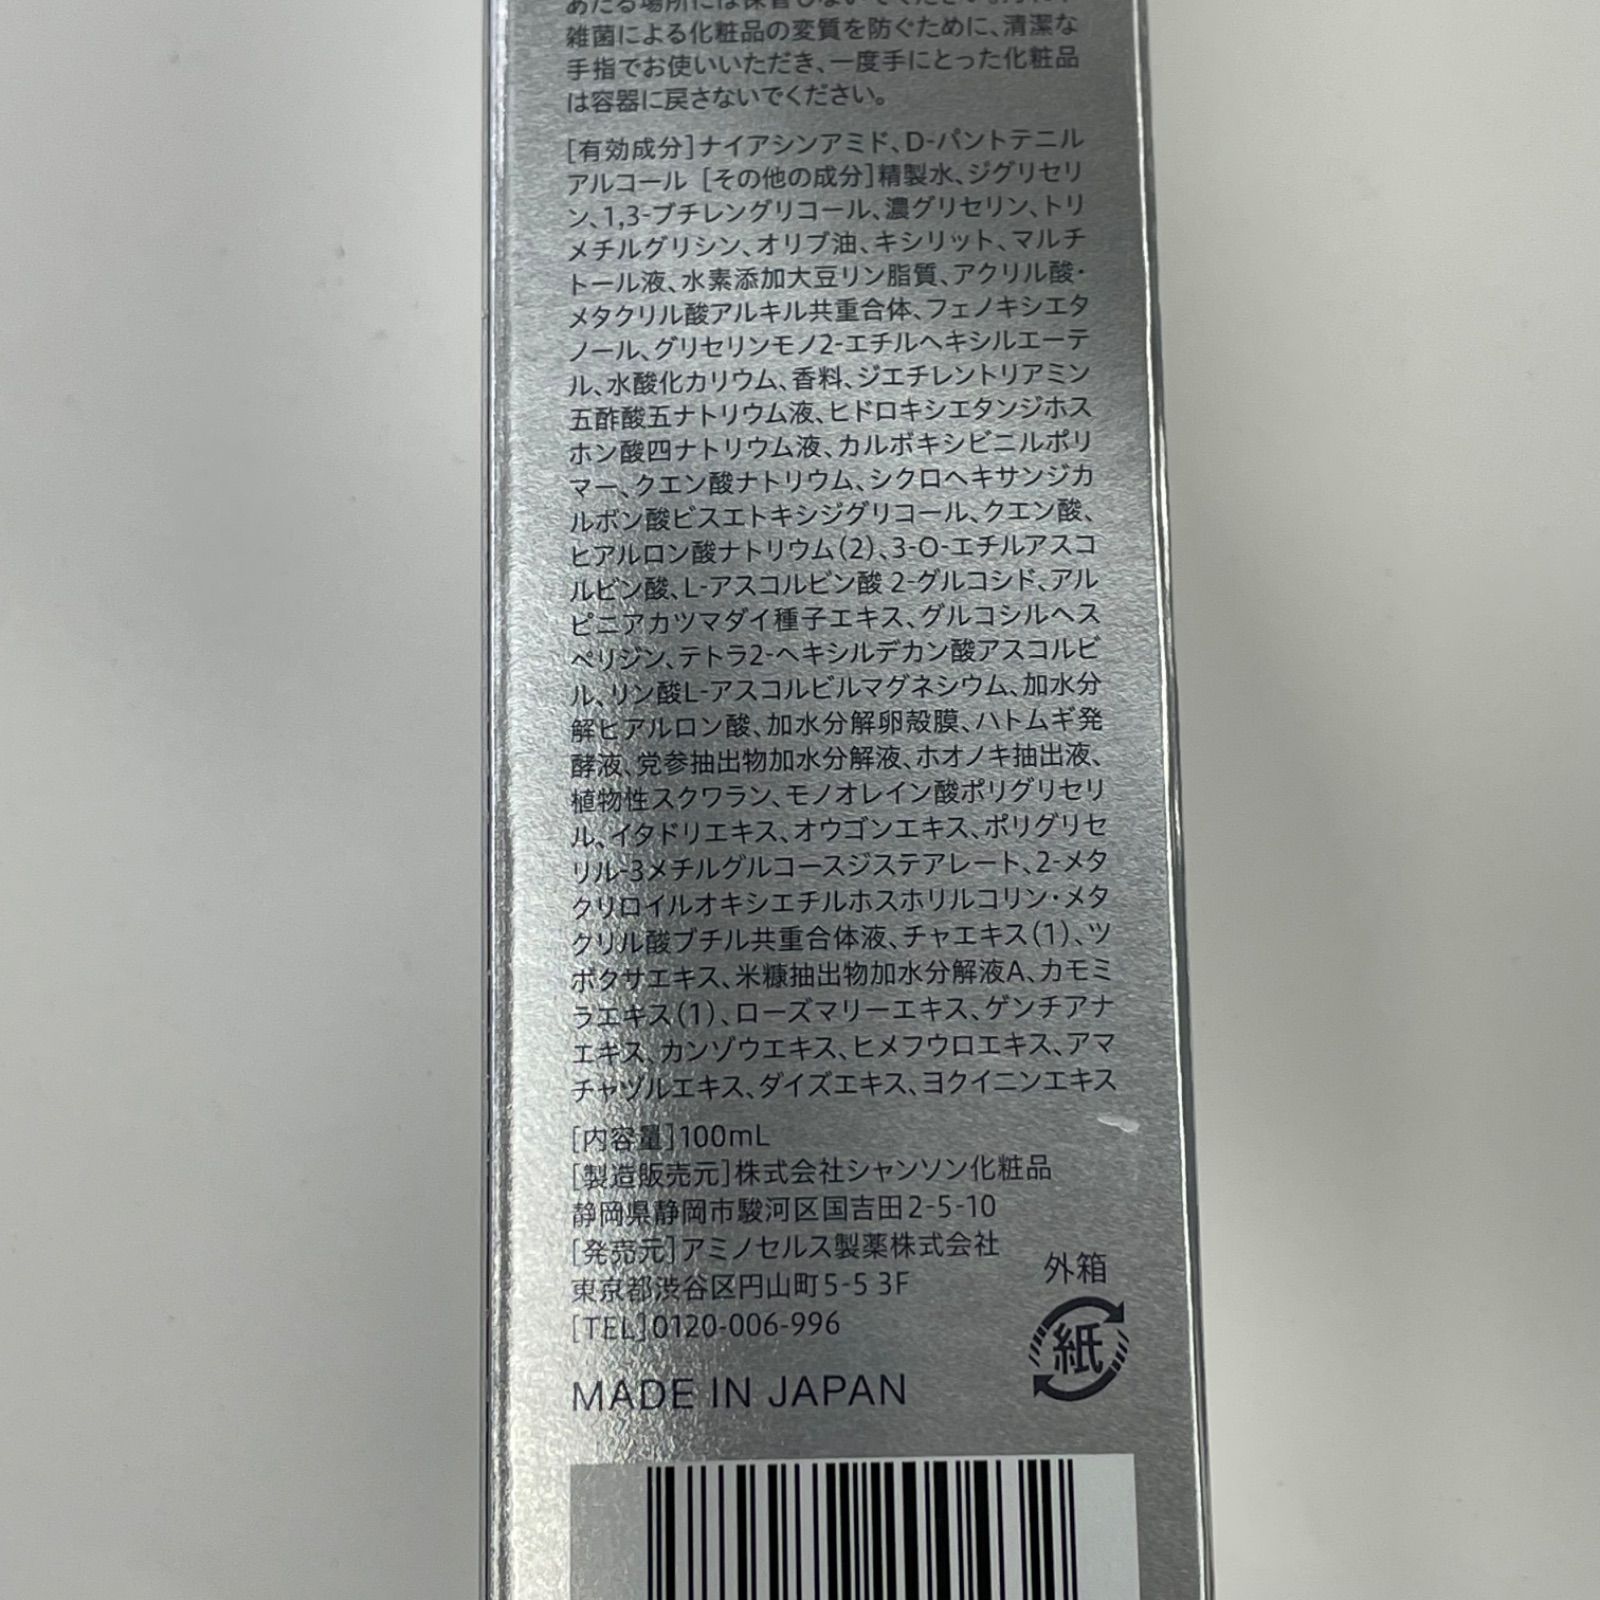 雑菌による化粧品の変質を防ぐために、清潔な
手指でお使いいただき、一度手にとった化粧品
は容器に戻さないでください。
[有効成分]ナイアシンアミド、D-パントテニル
アルコール [その他の成分]精製水、ジグリセリ
ン、1,3-ブチレングリコール、濃グリセリン、トリ
メチルグリシン、オリブ油、キシリット、マルチ
トール液、水素添加大豆リン脂質、アクリル酸・
メタクリル酸アルキル共重合体、フェノキシエタ
ノール、グリセリンモノ2-エチルヘキシルエーテ
ル、水酸化カリウム、香料、ジエチレントリアミン
五酢酸五ナトリウム液、ヒドロキシエタンジホス
ホン酸四ナトリウム液、カルボキシビニルポリ
マー、クエン酸ナトリウム、シクロヘキサンジカ
ルボン酸ビスエトキシジグリコール、クエン酸、
ヒアルロン酸ナトリウム(2)、3-O-エチルアスコ
ルビン酸、L-アスコルビン酸 2-グルコシド、アル
ピニアカツマダイ種子エキス、グルコシルヘス
ペリジン、テトラ2-ヘキシルデカン酸アスコルビ
ル、リン酸L-アスコルビルマグネシウム、加水分
解ヒアルロン酸、加水分解卵殻膜、ハトムギ発
酵液、党参抽出物加水分解液、ホオノキ抽出液、
植物性スクワラン、モノオレイン酸ポリグリセリ
ル、イタドリエキス、オウゴンエキス、ポリグリセ
リル-3メチルグルコースジステアレート、2-メタ
クリロイルオキシエチルホスホリルコリン・メタ
クリル酸ブチル共重合体液、チャエキス(1)、ツ
ボクサエキス、米糠抽出物加水分解液A、カモミ
ラエキス(1)、ローズマリーエキス、ゲンチアナ
エキス、カンゾウエキス、ヒメフウロエキス、アマ
チャヅルエキス、ダイズエキス、ヨクイニンエキス
[内容量]100mL
[製造販売元]株式会社シャンソン化粧品
静岡県静岡市駿河区国吉田2-5-10
[発売元]アミノセルス製薬株式会社
東京都渋谷区円山町5-5 3F
[TEL]0120-006-996
外箱
紙
MADE IN JAPAN